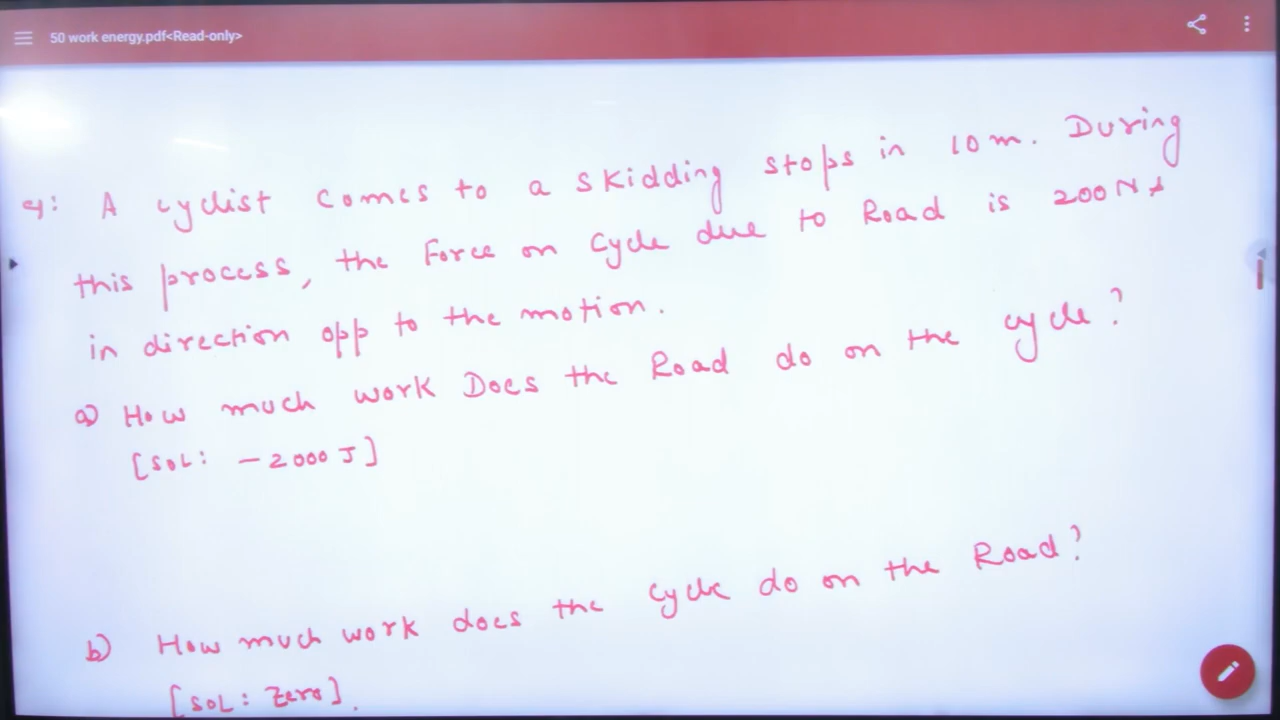 50 work energy.pdf<Read-only>
eg: A cyclist comes to a skidding stops in 10 m. During
this process, the Force on cycle due to Road is 200 N &
in direction opp to the motion.
a) How much work Does the Road do on the cycle?
[SOL: - 2000 J]
b) How much work does the cycle do on the Road?
[SOL: Zero].